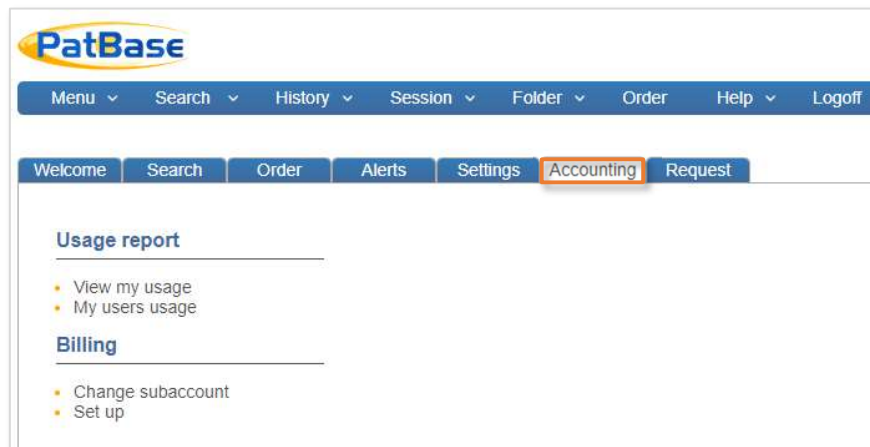 PatBase
Menu Search History Session Folder Order Help Logoff
Welcome Search Order Alerts Settings Accounting Request
Usage report
• View my usage
• My users usage
Billing
• Change subaccount
• Set up